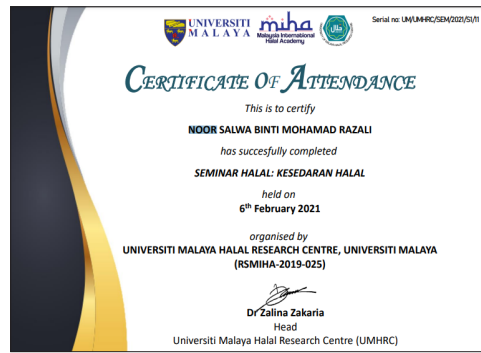 UNIVERSITI
MALAYA
miha
Malaysia International
Halal Academy
حلال
Serial no: UM/UMHRC/SEM/2021/S1/11
CERTIFICATE OF ATTENDANCE
This is to certify
NOOR SALWA BINTI MOHAMAD RAZALI
has succesfully completed
SEMINAR HALAL: KESEDARAN HALAL
held on
6th February 2021
organised by
UNIVERSITI MALAYA HALAL RESEARCH CENTRE, UNIVERSITI MALAYA
(RSMIHA-2019-025)
Dr Zalina Zakaria
Head
Universiti Malaya Halal Research Centre (UMHRC)